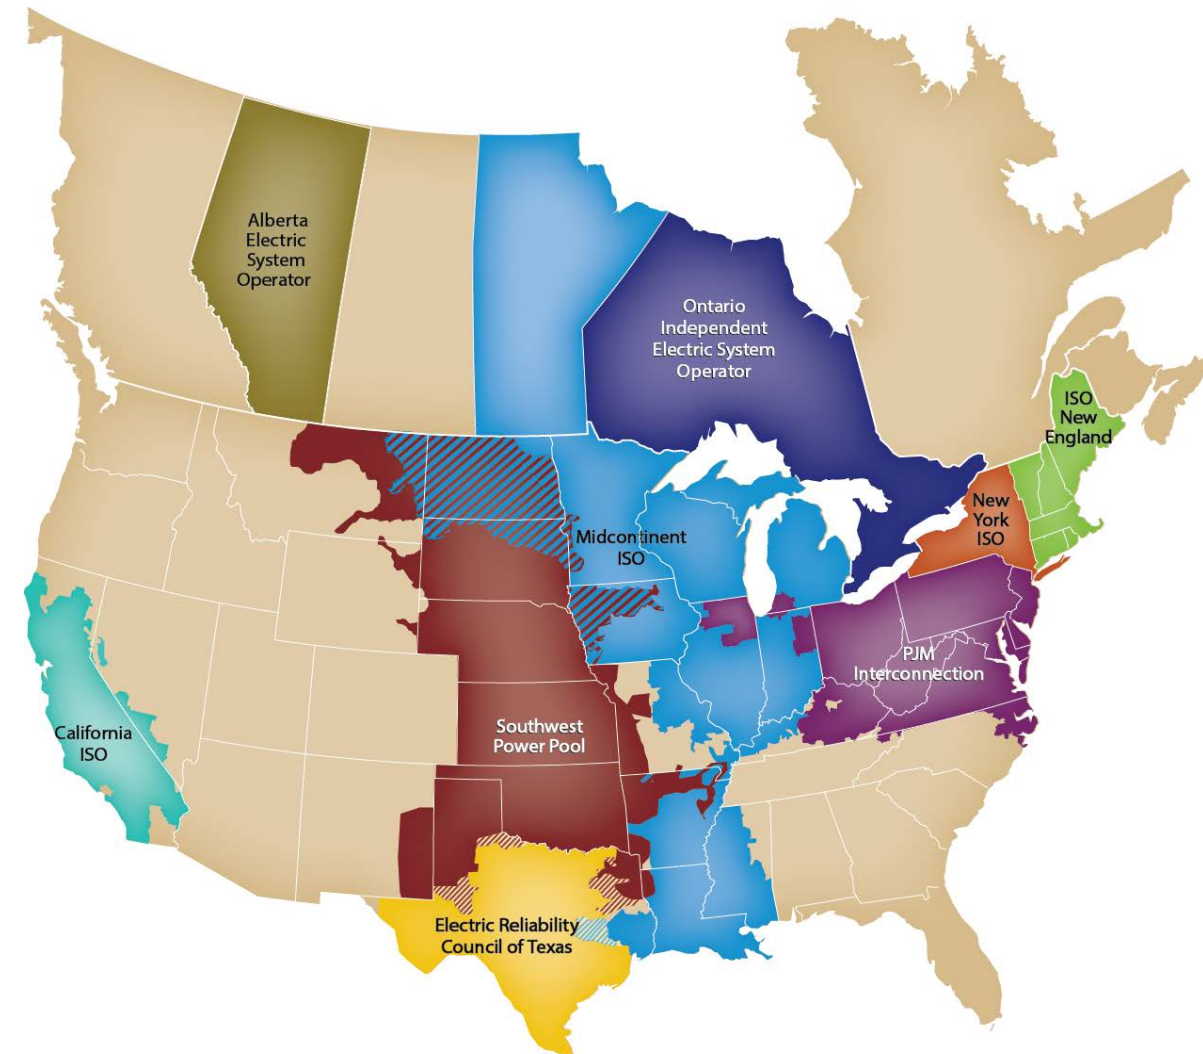 Alberta
Electric
System
Operator
Ontario
Independent
Electric System
Operator
ISO
New
England
New
York
ISO
Midcontinent
ISO
PJM
Interconnection
Southwest
Power Pool
California
ISO
Electric Reliability
Council of Texas